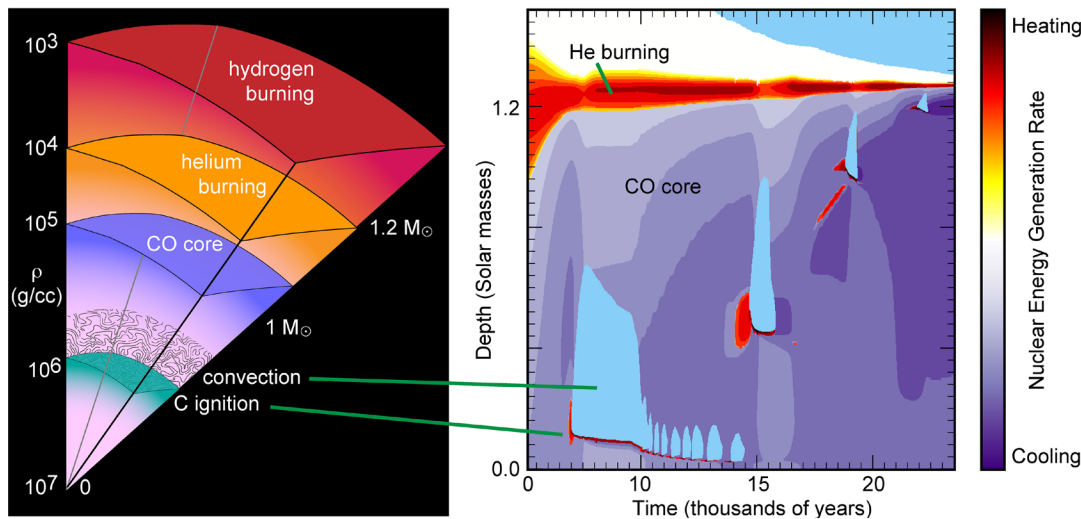 10³
hydrogen
burning
10⁴
helium
burning
10⁵
CO core
1.2 M☉
ρ
(g/cc)
1 M☉
10⁶
convection
C ignition
10⁷
0
He burning
1.2
CO core
Depth (Solar masses)
0.0
0
5
10
15
20
Time (thousands of years)
Heating
Nuclear Energy Generation Rate
Cooling